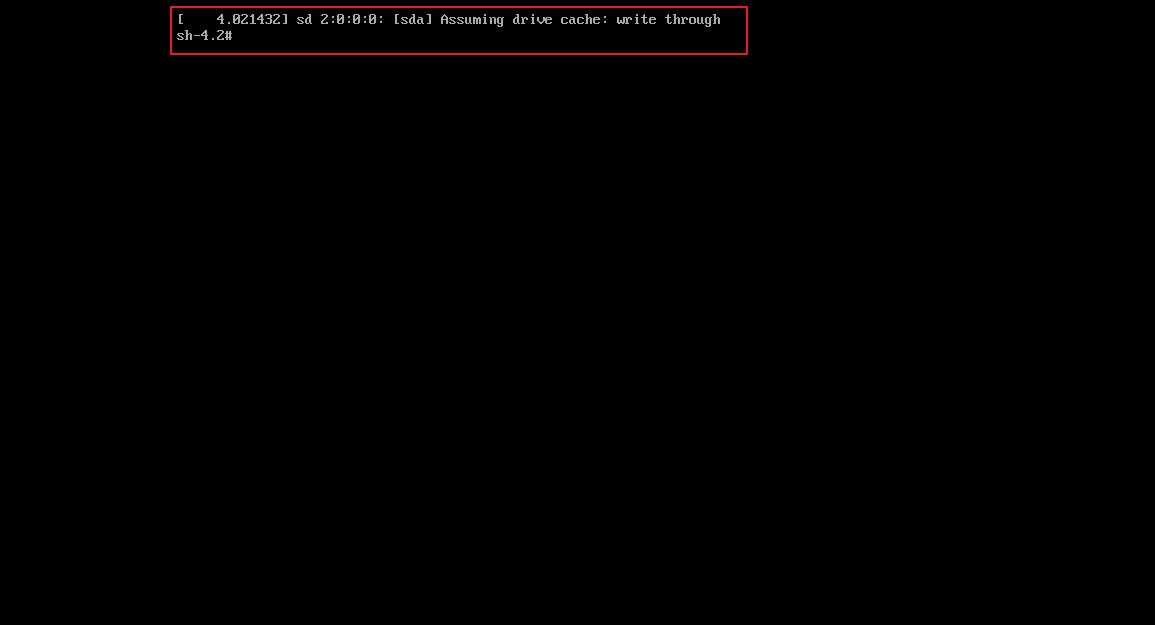 [    4.021432] sd 2:0:0:0: [sda] Assuming drive cache: write through
sh-4.2#